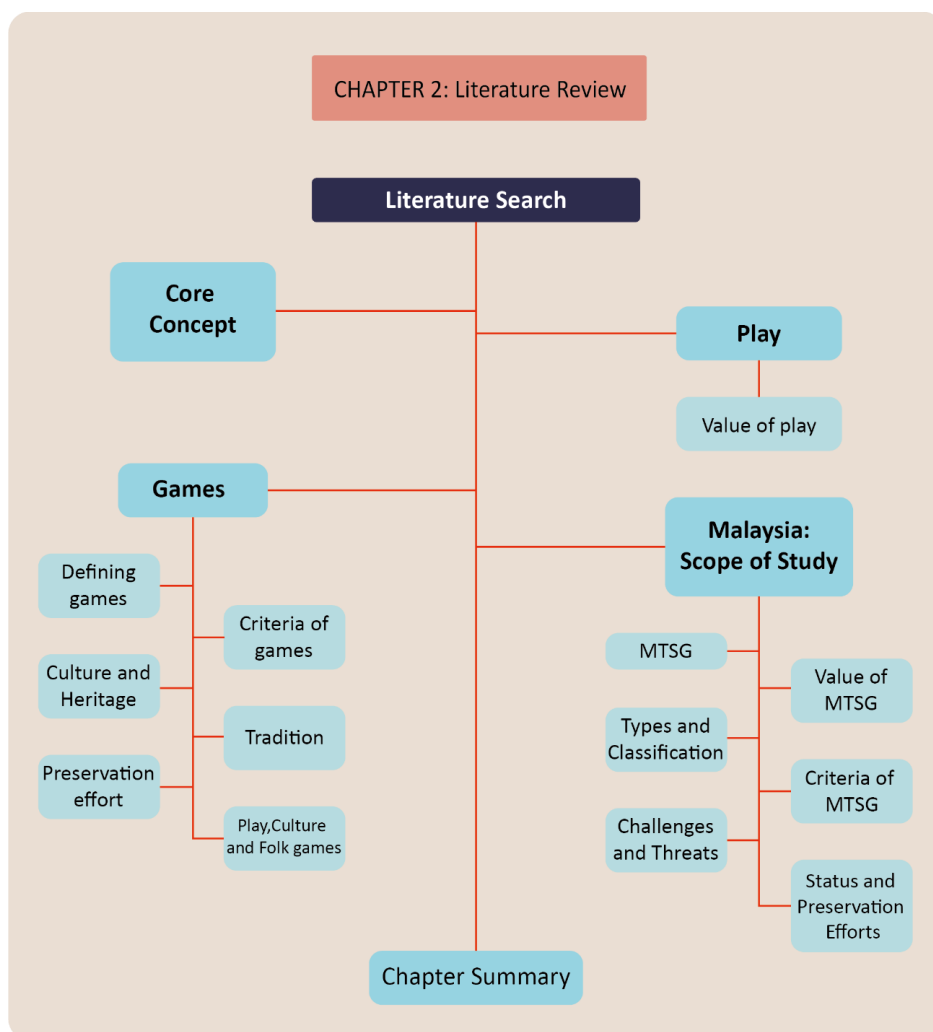 CHAPTER 2: Literature Review
Literature Search
Core
Concept
Play
Value of play
Games
Defining
games
Criteria of
games
Culture and
Heritage
Tradition
Preservation
effort
Play,Culture
and Folk games
Malaysia:
Scope of Study
MTSG
Value of
MTSG
Types and
Classification
Criteria of
MTSG
Challenges
and Threats
Status and
Preservation
Efforts
Chapter Summary